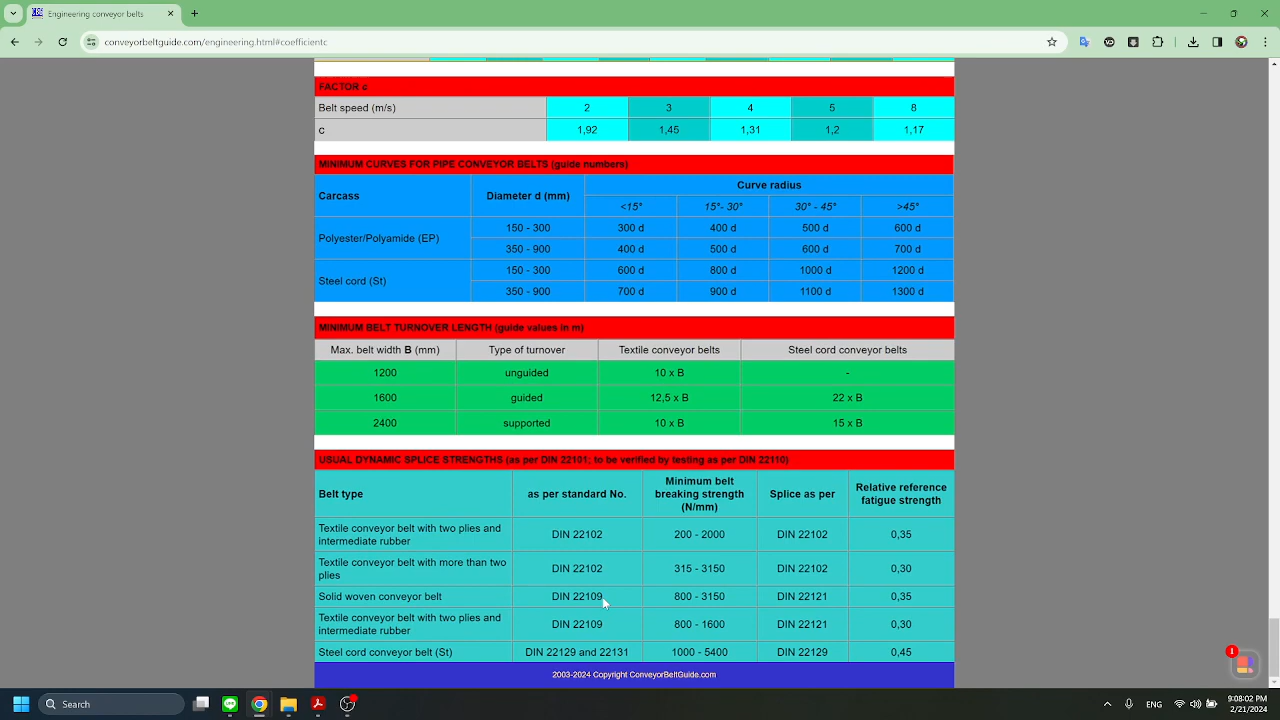 Engineering conveyor belts
conveyorbeltguide.com/engineering.html#coefficientc
FACTOR c
Belt speed (m/s) 2 3 4 5 8
c 1,92 1,45 1,31 1,2 1,17
MINIMUM CURVES FOR PIPE CONVEYOR BELTS (guide numbers)
Carcass Diameter d (mm) Curve radius
<15° 15°- 30° 30° - 45° >45°
Polyester/Polyamide (EP)
150 - 300 300 d 400 d 500 d 600 d
350 - 900 400 d 500 d 600 d 700 d
Steel cord (St)
150 - 300 600 d 800 d 1000 d 1200 d
350 - 900 700 d 900 d 1100 d 1300 d
MINIMUM BELT TURNOVER LENGTH (guide values in m)
Max. belt width B (mm) Type of turnover Textile conveyor belts Steel cord conveyor belts
1200 unguided 10 x B -
1600 guided 12,5 x B 22 x B
2400 supported 10 x B 15 x B
USUAL DYNAMIC SPLICE STRENGTHS (as per DIN 22101; to be verified by testing as per DIN 22110)
Belt type as per standard No. Minimum belt breaking strength (N/mm) Splice as per Relative reference fatigue strength
Textile conveyor belt with two plies and intermediate rubber DIN 22102 200 - 2000 DIN 22102 0,35
Textile conveyor belt with more than two plies DIN 22102 315 - 3150 DIN 22102 0,30
Solid woven conveyor belt DIN 22109 800 - 3150 DIN 22121 0,35
Textile conveyor belt with two plies and intermediate rubber DIN 22109 800 - 1600 DIN 22121 0,30
Steel cord conveyor belt (St) DIN 22129 and 22131 1000 - 5400 DIN 22129 0,45
2003-2024 Copyright ConveyorBeltGuide.com
1
Search
ENG
9:08:02 PM
2/21/2024